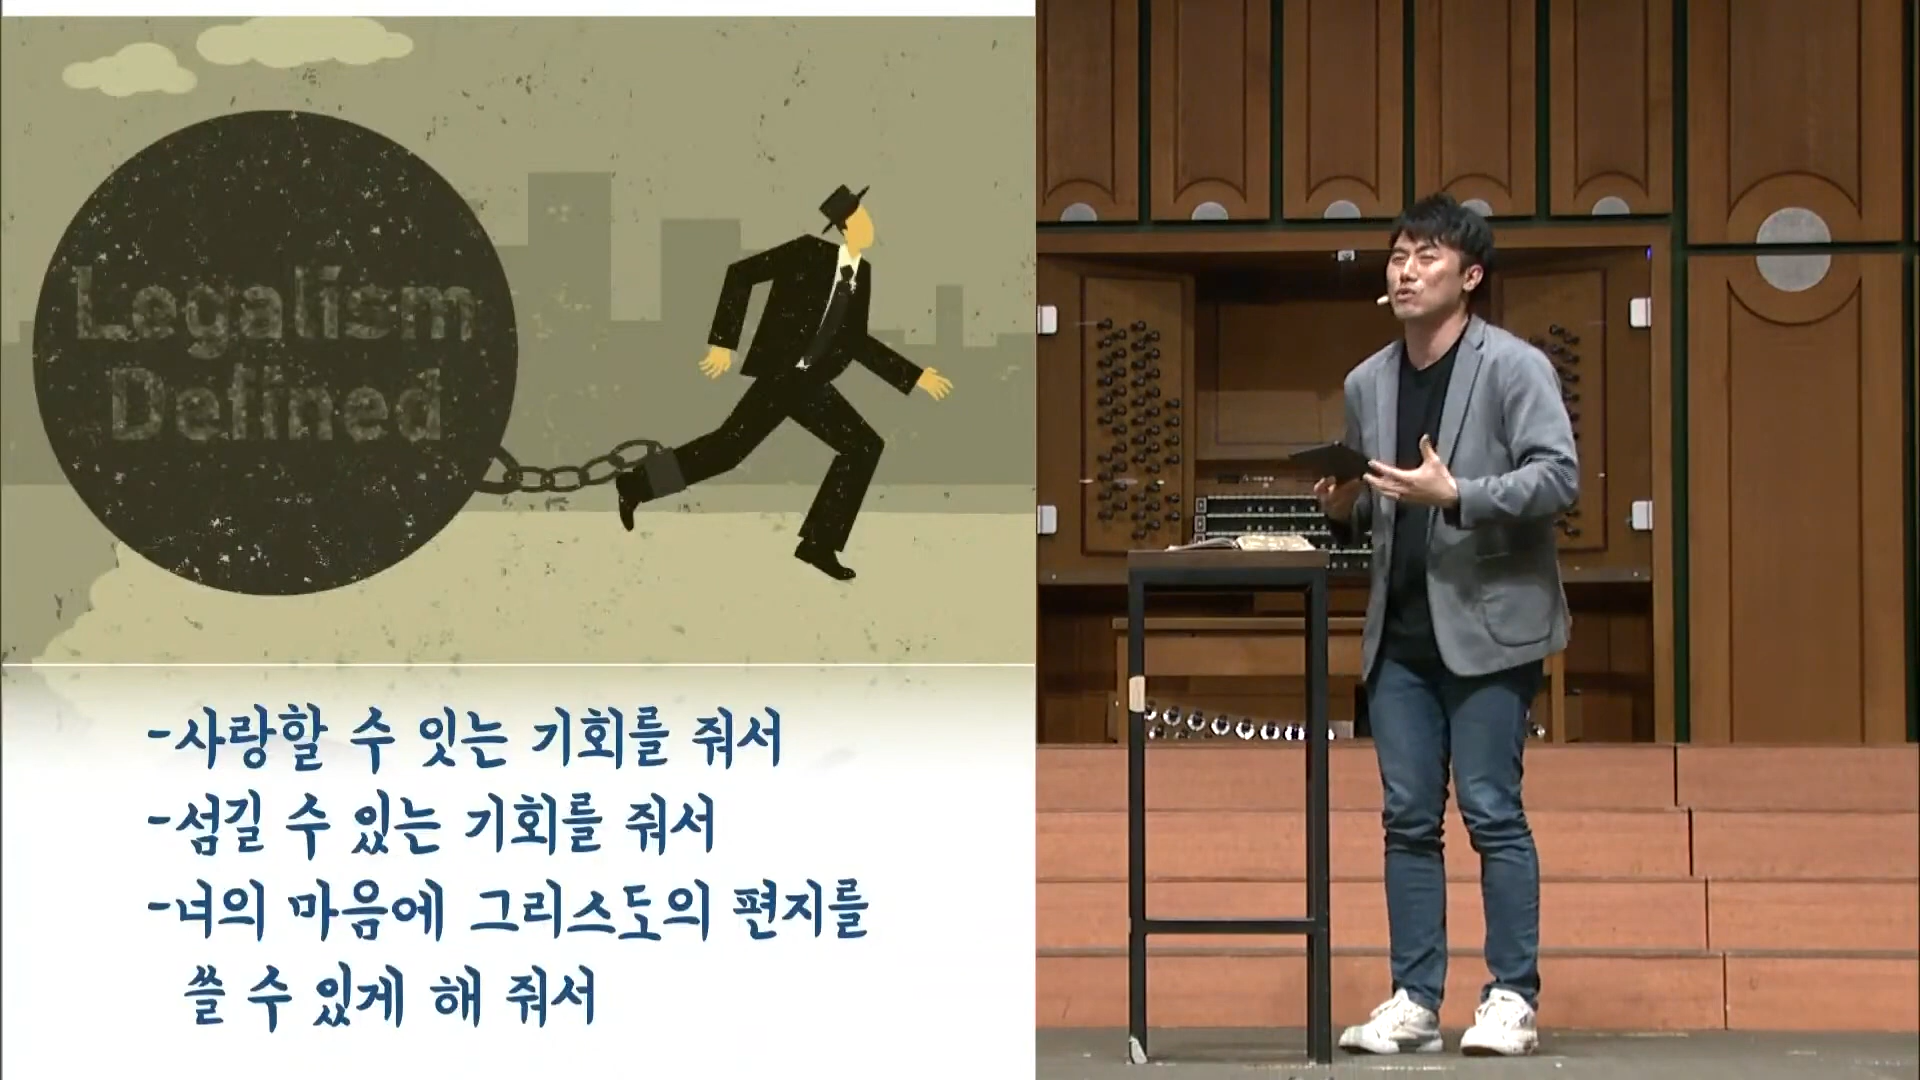 Legalism
Defined
-사랑할 수 잇는 기회를 줘서
-섬길 수 있는 기회를 줘서
-너의 마음에 그리스도의 편지를
쓸 수 있게 해 줘서